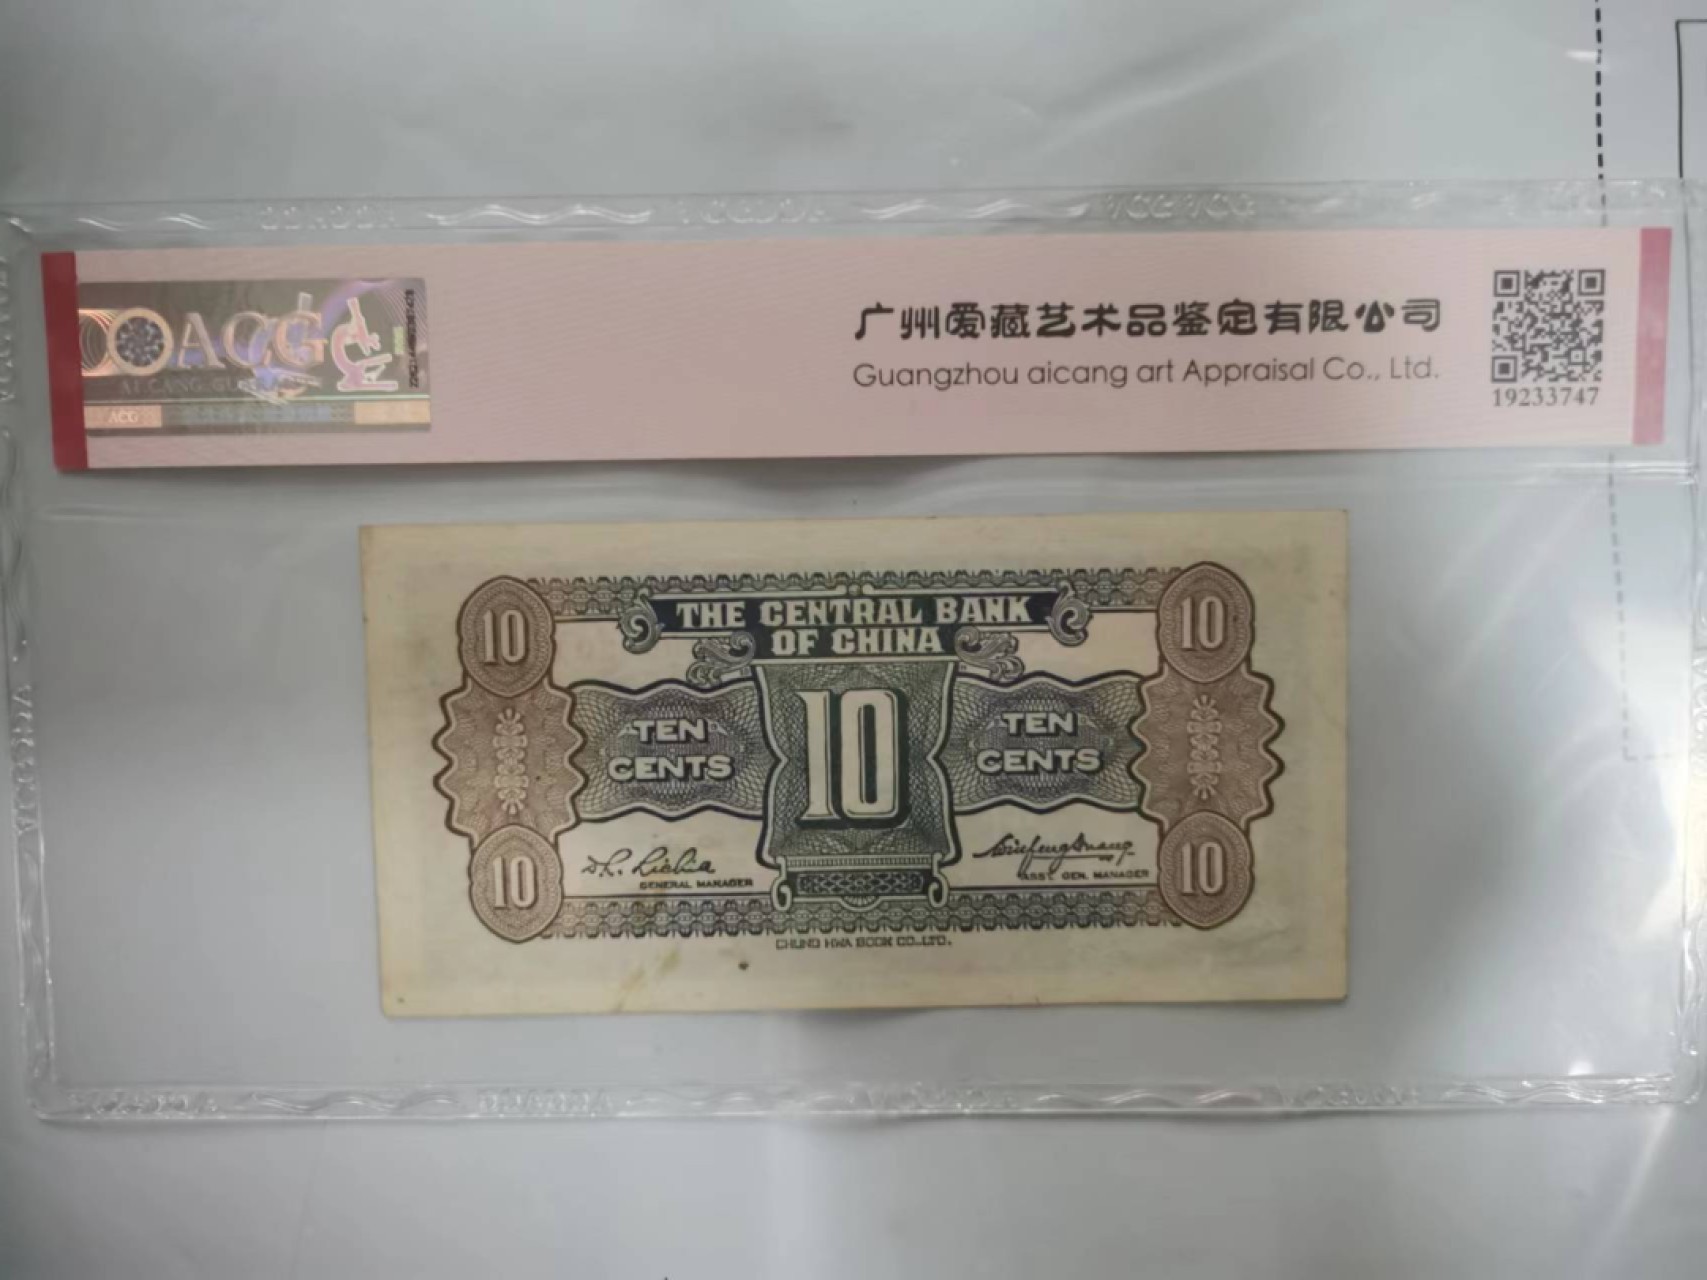 ACG
广州爱藏艺术品鉴定有限公司
Guangzhou aicang art Appraisal Co., Ltd.
19233747
ACG
THE CENTRAL BANK
OF CHINA
10
10
10
TEN
CENTS
TEN
CENTS
10
10
GENERAL MANAGER
ASST. GEN. MANAGER
CHUNG HWA BOOK CO.,LTD.